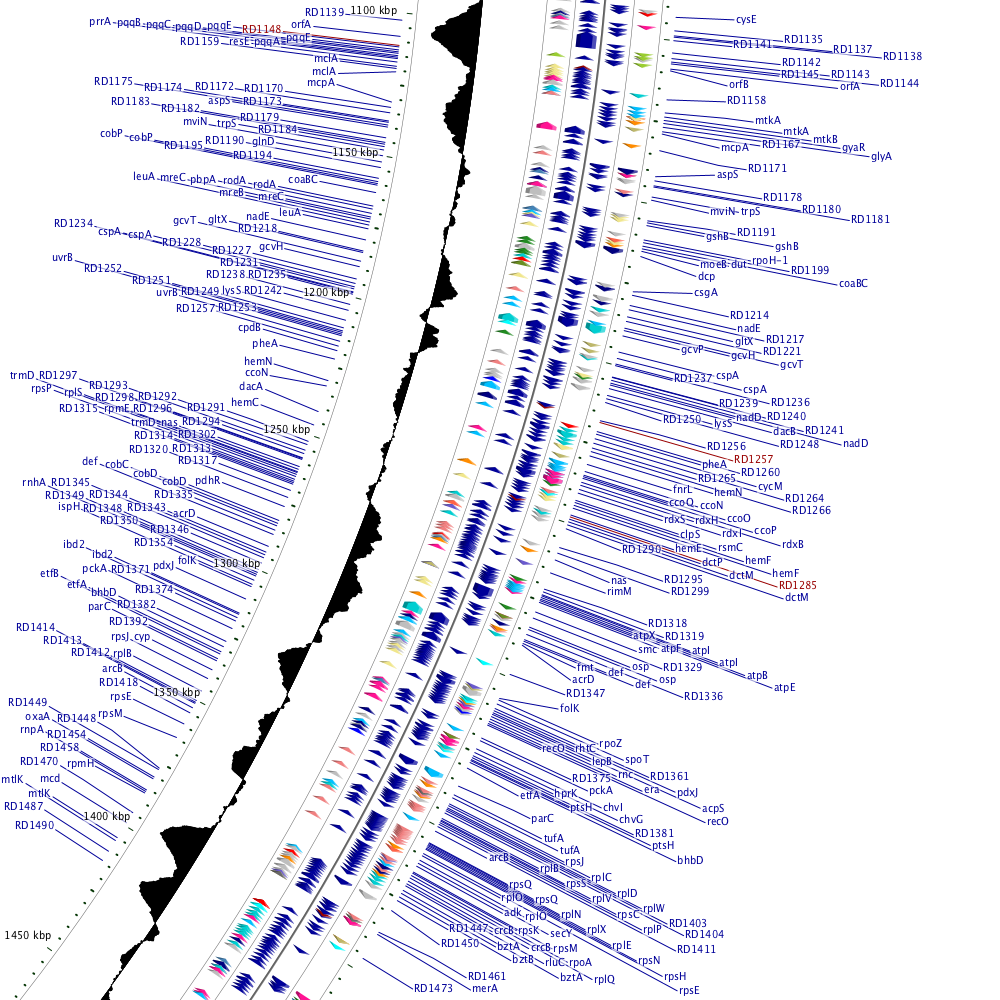 1100 kbp
RD1139
prrA pqqB pqqC pqqD pqqE RD1148 orfA
RD1159 resE pqqA pqqE
mclA
mclA
mcpA
RD1175 RD1174 RD1172 RD1170
RD1183 RD1182 aspS RD1173
mviN trpS RD1179
RD1184
cobP cobP RD1195 RD1190 glnD
RD1194
1150 kbp
leuA mreC pbpA rodA rodA coaBC
mreB mreC
leuA
RD1234 gcvT gltX nadE
RD1218
cspA cspA RD1228 RD1227 gcvH
uvrB RD1252 RD1251 RD1231
RD1238 RD1235
uvrB RD1249 lysS RD1242
1200 kbp
RD1257 RD1253
cpdB
pheA
hemN
ccoN
dacA
hemC
trmD RD1297 RD1293
rpsP rplS RD1298 RD1292
RD1315 rpmE RD1296 RD1291
trmD nas RD1294
RD1314 RD1302
RD1320 RD1313
RD1317
1250 kbp
def cobC cobD cobD pdhR
rnhA RD1345
RD1349 RD1344 RD1335
ispH RD1348 RD1343 acrD
RD1350 RD1346
RD1354
1300 kbp
ibd2 ibd2 folK
etfB pckA RD1371 pdxJ
etfA bhbD RD1374
parC RD1382
RD1392
RD1414 rpsJ cyp
RD1413
RD1412 rplB
arcB
RD1418
rpsE
1350 kbp
RD1449 rpsM
oxaA RD1448
rnpA RD1454
RD1458
RD1470 rpmH
mtlK mcd
mtlK
RD1487
RD1490
1400 kbp
1450 kbp
cysE
RD1135
RD1141 RD1137
RD1138
RD1142
RD1145 RD1143
orfB orfA RD1144
RD1158
mtkA
mtkA
mtkB
mcpA RD1167 gyaR
glyA
RD1171
aspS
RD1178
mviN trpS RD1180
RD1181
RD1191
gshB
gshB
moeB dut rpoH-1
dcp RD1199
coaBC
csgA
RD1214
nadE
gltX RD1217
gcvP gcvH RD1221
gcvT
RD1237 cspA
cspA
RD1239 RD1236
RD1250 lysS nadD RD1240
dacB RD1241
RD1248 nadD
RD1256
RD1257
pheA RD1260
RD1265
fnrL hemN cycM
RD1264
ccoQ ccoN RD1266
rdxS rdxH ccoO
clpS rdxI ccoP
rdxB
RD1290 hemE rsmC
dctP hemF
dctM hemF
nas RD1295 RD1285
rimM RD1299 dctM
RD1318
atpX RD1319
smc atpF atpI
atpI
fmt def osp RD1329
acrD def osp atpB
RD1347 RD1336 atpE
folK
rpoZ
recO rhtC
lepB spoT
RD1375 rnc RD1361
pckA era pdxJ
etfA hprK
ptsH chvI acpS
parC chvG recO
RD1381
tufA ptsH
tufA
arcB rpsJ bhbD
rplB
rpsQ rpsS rplC
rplQ rpsQ rplV rplD
adk rplO rplN rpsC rplW
RD1447 crcB rpsK secY rplX rplP RD1403
RD1450 bztA crcB rpsM rplE RD1404
bztB rluC rpoA rpsN RD1411
RD1461 bztA rplQ rpsH
RD1473 merA rpsE